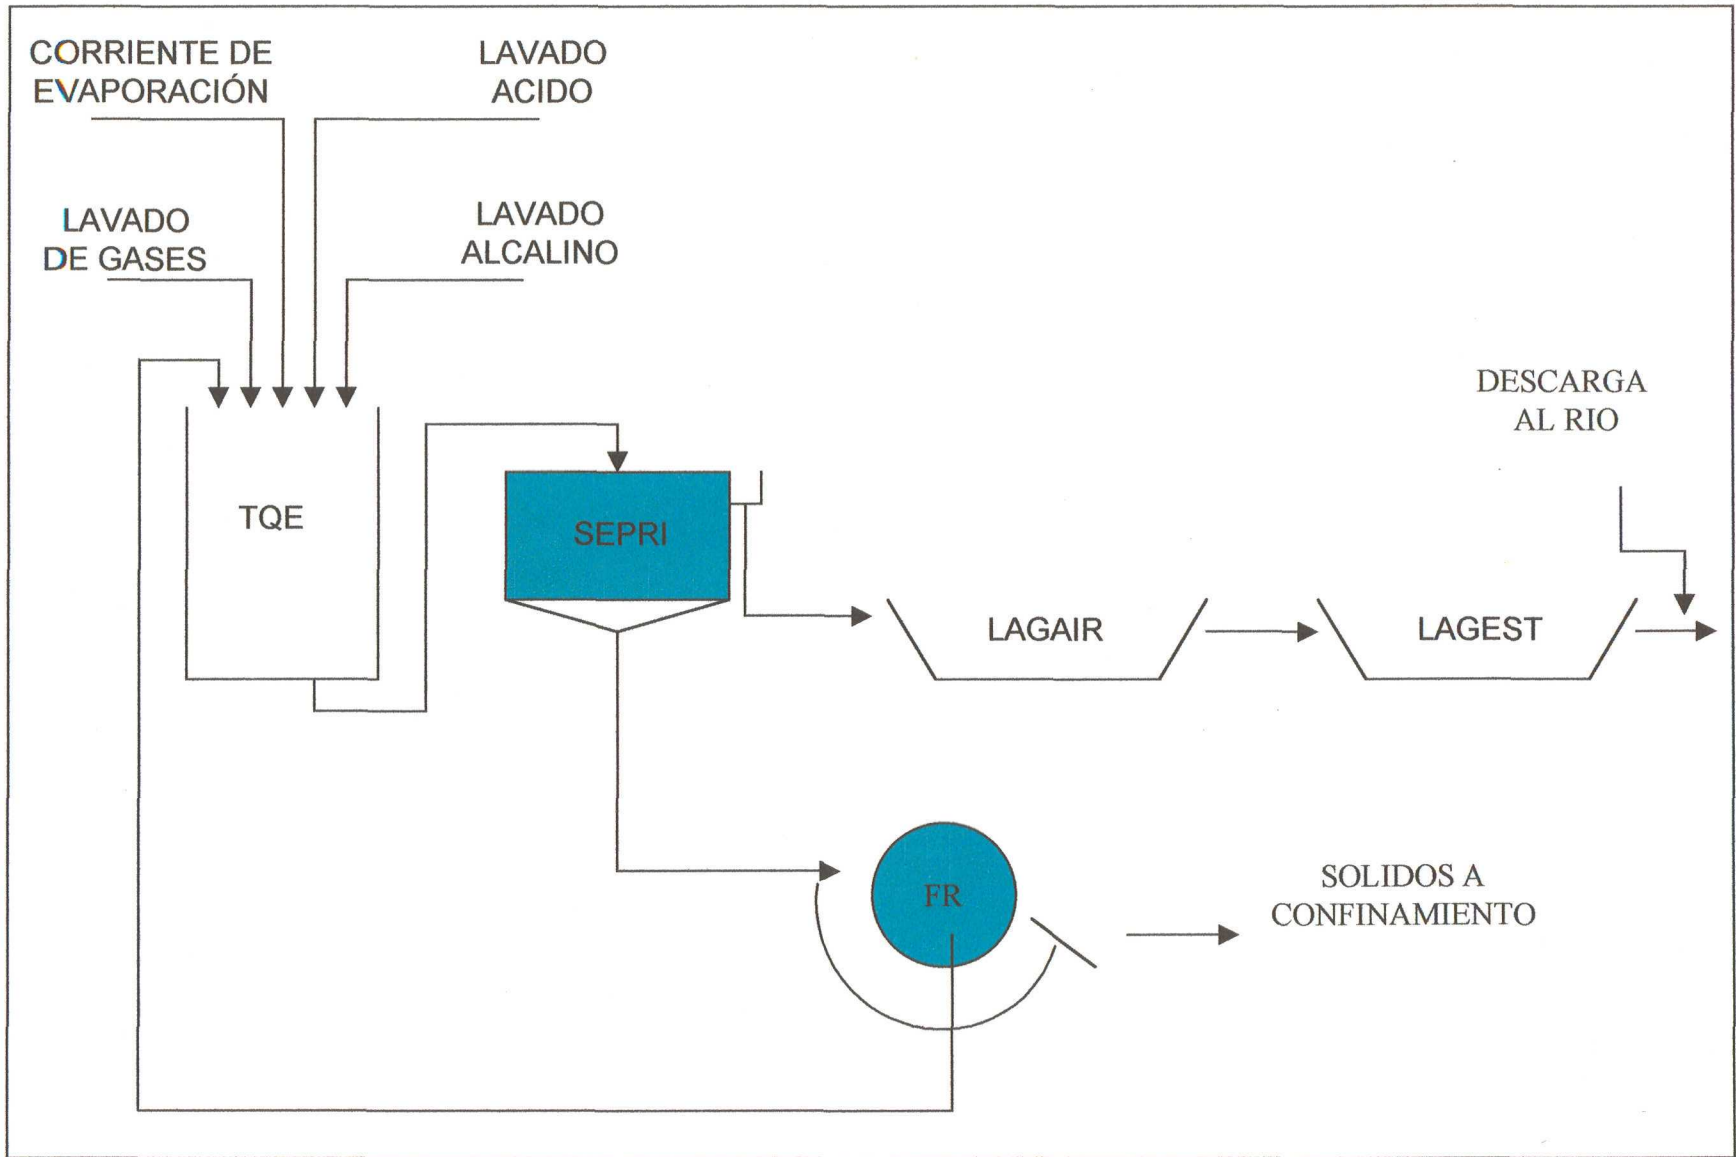 CORRIENTE DE
EVAPORACIÓN
LAVADO
ACIDO
LAVADO
DE GASES
LAVADO
ALCALINO
DESCARGA
AL RIO
TQE
SEPRI
LAGAIR
LAGEST
FR
SOLIDOS A
CONFINAMIENTO